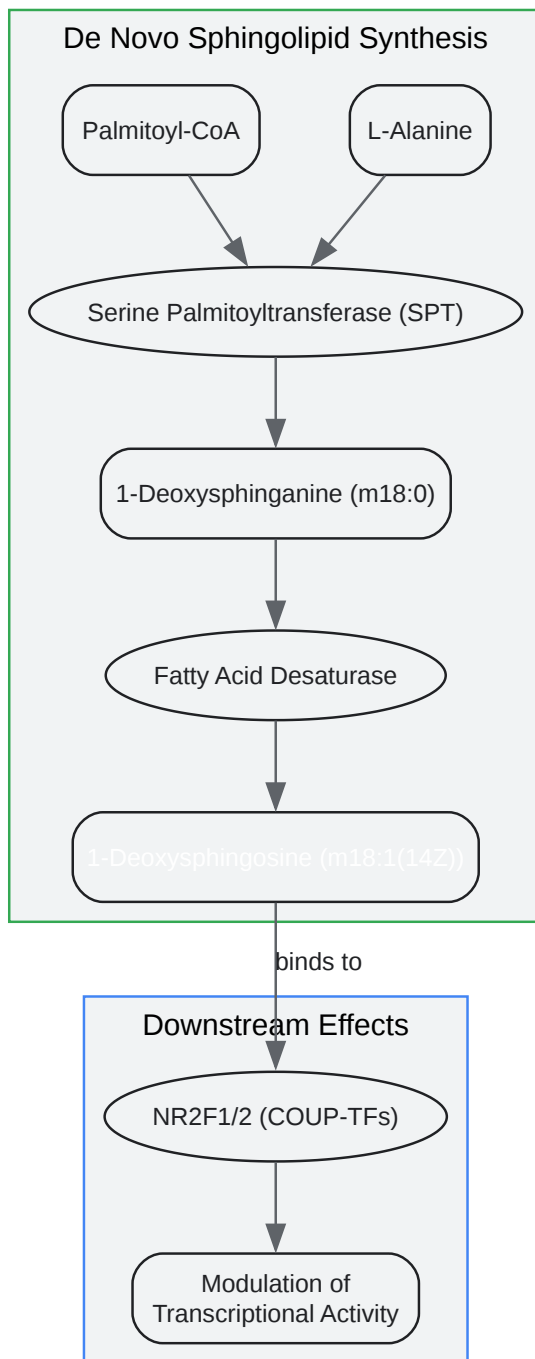 De Novo Sphingolipid Synthesis
Palmitoyl-CoA
L-Alanine
Serine Palmitoyltransferase (SPT)
1-Deoxysphinganine (m18:0)
Fatty Acid Desaturase
1-Deoxysphingosine (m18:1(14Z))
binds to
Downstream Effects
NR2F1/2 (COUP-TFs)
Modulation of
Transcriptional Activity